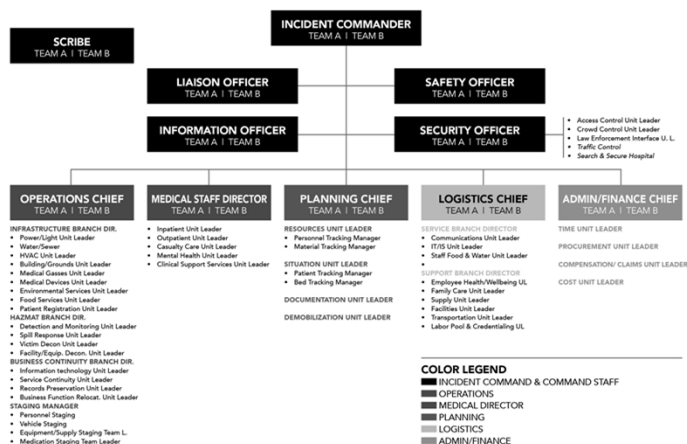 INCIDENT COMMANDER
TEAM A | TEAM B
SCRIBE
TEAM A | TEAM B
LIAISON OFFICER
TEAM A | TEAM B
SAFETY OFFICER
TEAM A | TEAM B
INFORMATION OFFICER
TEAM A | TEAM B
SECURITY OFFICER
TEAM A | TEAM B
• Access Control Unit Leader
• Crowd Control Unit Leader
• Law Enforcement Interface U. L.
• Traffic Control
• Search & Secure Hospital
OPERATIONS CHIEF
TEAM A | TEAM B
INFRASTRUCTURE BRANCH DIR.
• Power/Light Unit Leader
• Water/Sewer
• HVAC Unit Leader
• Building/Grounds Unit Leader
• Medical Gasses Unit Leader
• Medical Devices Unit Leader
• Environmental Services Unit Leader
• Food Services Unit Leader
• Patient Registration Unit Leader
HAZMAT BRANCH DIR.
• Detection and Monitoring Unit Leader
• Spill Response Unit Leader
• Victim Decon Unit Leader
• Facility/Equip. Decon. Unit Leader
BUSINESS CONTINUITY BRANCH DIR.
• Information technology Unit Leader
• Service Continuity Unit Leader
• Records Preservation Unit Leader
• Business Function Relocat. Unit Leader
STAGING MANAGER
• Personnel Staging
• Vehicle Staging
• Equipment/Supply Staging Team L.
• Medication Staging Team Leader
MEDICAL STAFF DIRECTOR
TEAM A | TEAM B
• Inpatient Unit Leader
• Outpatient Unit Leader
• Casualty Care Unit Leader
• Mental Health Unit Leader
• Clinical Support Services Unit Leader
PLANNING CHIEF
TEAM A | TEAM B
RESOURCES UNIT LEADER
• Personnel Tracking Manager
• Material Tracking Manager
SITUATION UNIT LEADER
• Patient Tracking Manager
• Bed Tracking Manager
DOCUMENTATION UNIT LEADER
DEMOBILIZATION UNIT LEADER
LOGISTICS CHIEF
TEAM A | TEAM B
SERVICE BRANCH DIRECTOR
• Communications Unit Leader
• IT/IS Unit Leader
• Staff Food & Water Unit Leader
•
SUPPORT BRANCH DIRECTOR
• Employee Health/Wellbeing UL
• Family Care Unit Leader
• Supply Unit Leader
• Facilities Unit Leader
• Transportation Unit Leader
• Labor Pool & Credentialing UL
ADMIN/FINANCE CHIEF
TEAM A | TEAM B
TIME UNIT LEADER
PROCUREMENT UNIT LEADER
COMPENSATION/ CLAIMS UNIT LEADER
COST UNIT LEADER
COLOR LEGEND
INCIDENT COMMAND & COMMAND STAFF
OPERATIONS
MEDICAL DIRECTOR
PLANNING
LOGISTICS
ADMIN/FINANCE